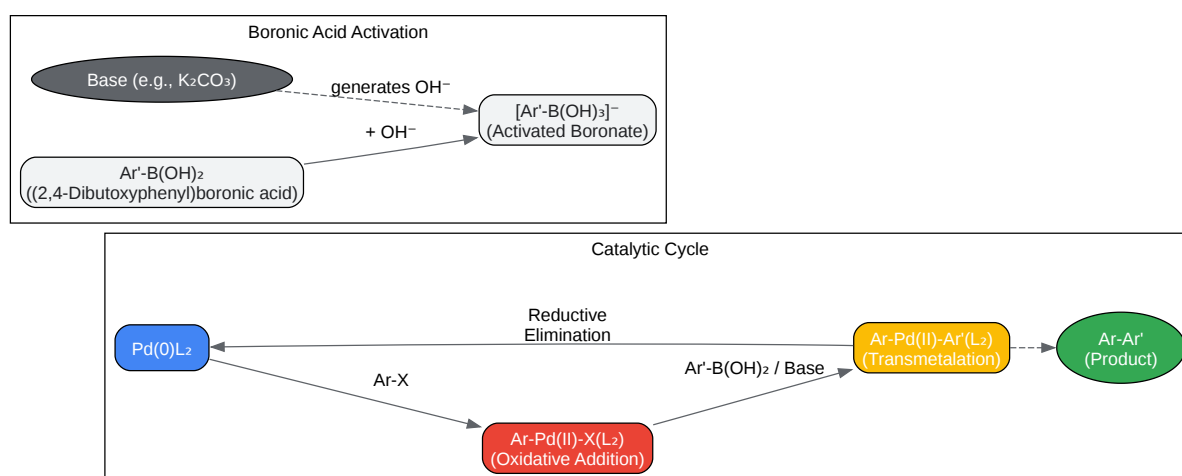 Boronic Acid Activation
Base (e.g., K₂CO₃)
generates OH⁻
[Ar'-B(OH)₃]⁻
(Activated Boronate)
+ OH⁻
Ar'-B(OH)₂
((2,4-Dibutoxyphenyl)boronic acid)
Catalytic Cycle
Reductive
Elimination
Pd(0)L₂
Ar-Pd(II)-Ar'(L₂)
(Transmetalation)
Ar-Ar'
(Product)
Ar-X
Ar'-B(OH)₂ / Base
Ar-Pd(II)-X(L₂)
(Oxidative Addition)